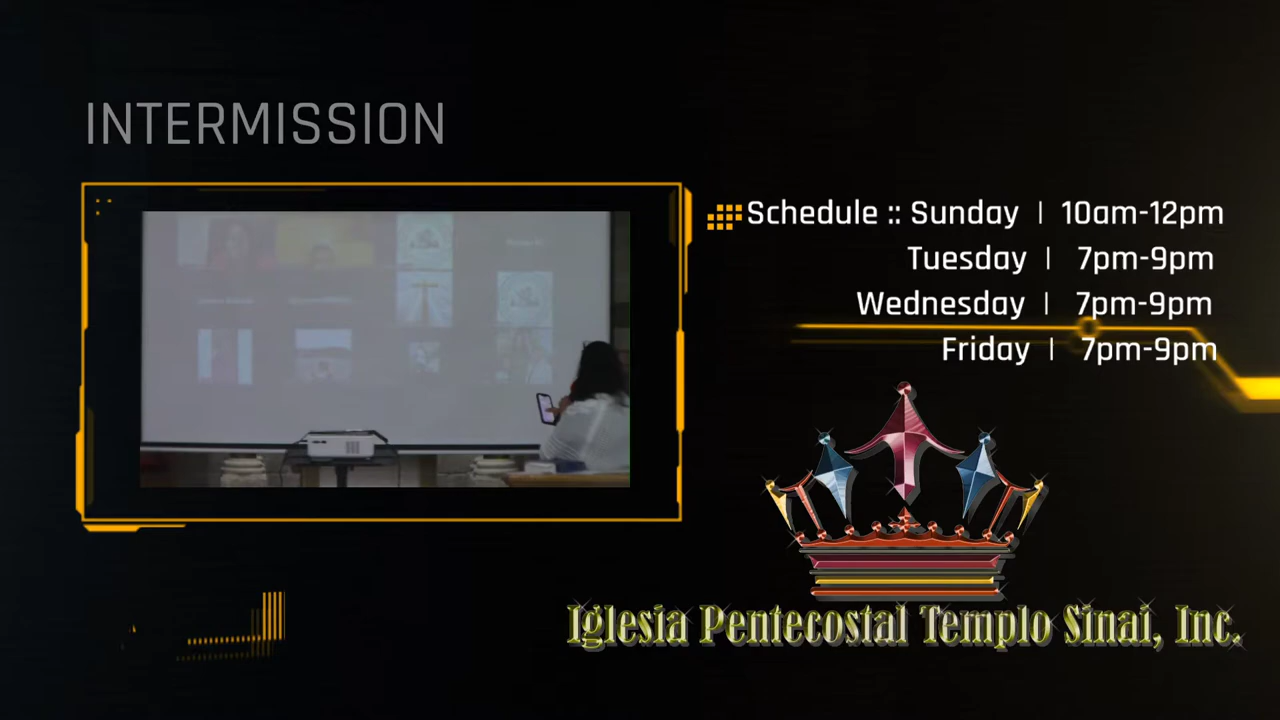 INTERMISSION
Schedule :: Sunday | 10am-12pm
Tuesday | 7pm-9pm
Wednesday | 7pm-9pm
Friday | 7pm-9pm
Iglesia Pentecostal Templo Sinai, Inc.